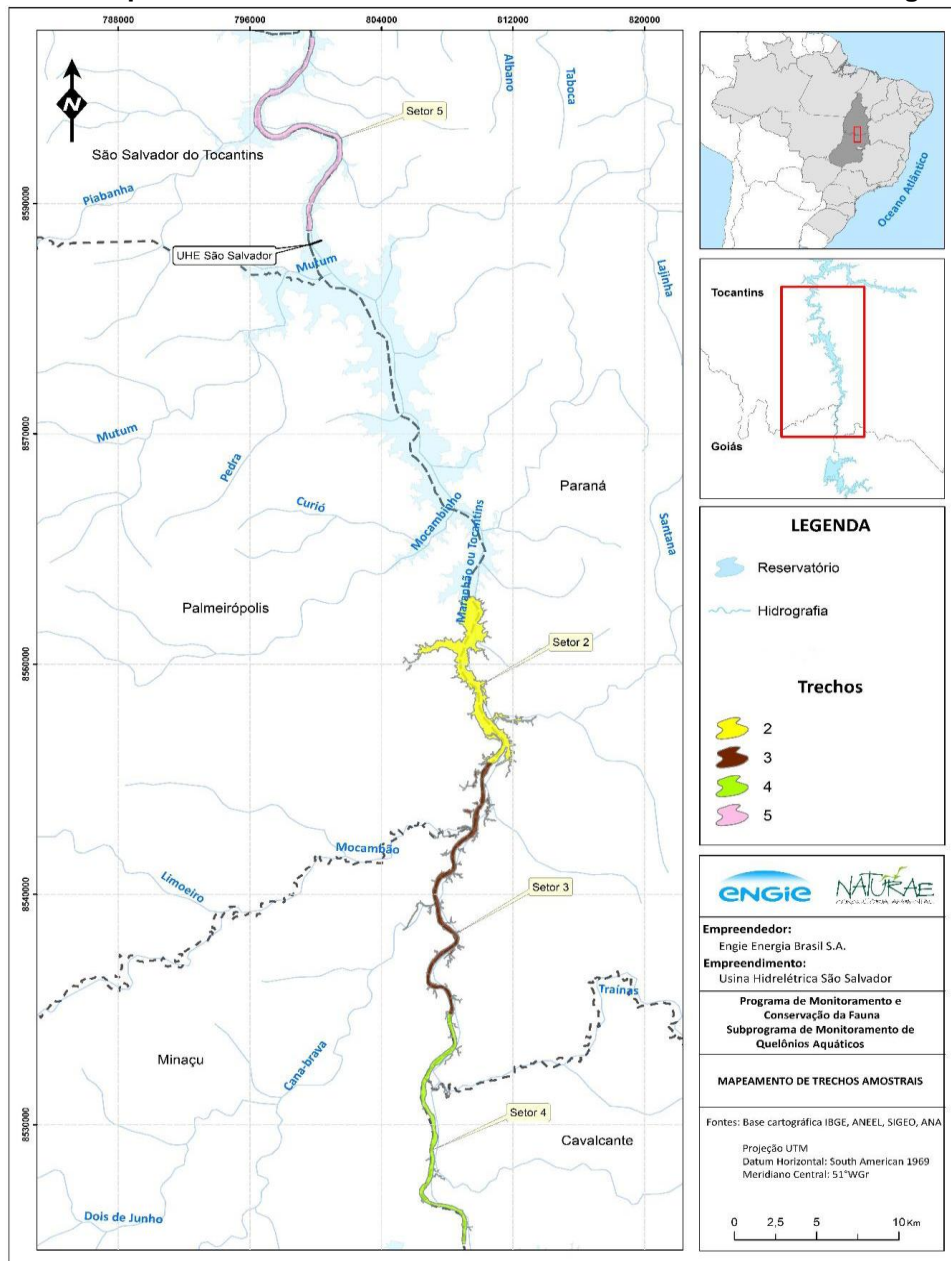 788000
796000
804000
812000
820000
8590000
8570000
8560000
8540000
8530000
N
Albano
Taboca
Setor 5
São Salvador do Tocantins
Piabanha
UHE São Salvador
Mutum
Lajinha
Mutum
Pedra
Paraná
Curió
Mocambinho
Maranhão ou Tocantins
Santana
Palmeirópolis
Setor 2
Mocambão
Limoeiro
Setor 3
Traínas
Minaçu
Cana-brava
Setor 4
Cavalcante
Dois de Junho
Oceano Atlântico
Tocantins
Goiás
LEGENDA
Reservatório
Hidrografia
Trechos
2
3
4
5
ENGIE
NATURAE
CONSULTORIA AMBIENTAL
Empreendedor:
Engie Energia Brasil S.A.
Empreendimento:
Usina Hidrelétrica São Salvador
Programa de Monitoramento e
Conservação da Fauna
Subprograma de Monitoramento de
Quelônios Aquáticos
MAPEAMENTO DE TRECHOS AMOSTRAIS
Fontes: Base cartográfica IBGE, ANEEL, SIGEO, ANA
Projeção UTM
Datum Horizontal: South American 1969
Meridiano Central: 51°WGr
0 2,5 5 10 Km